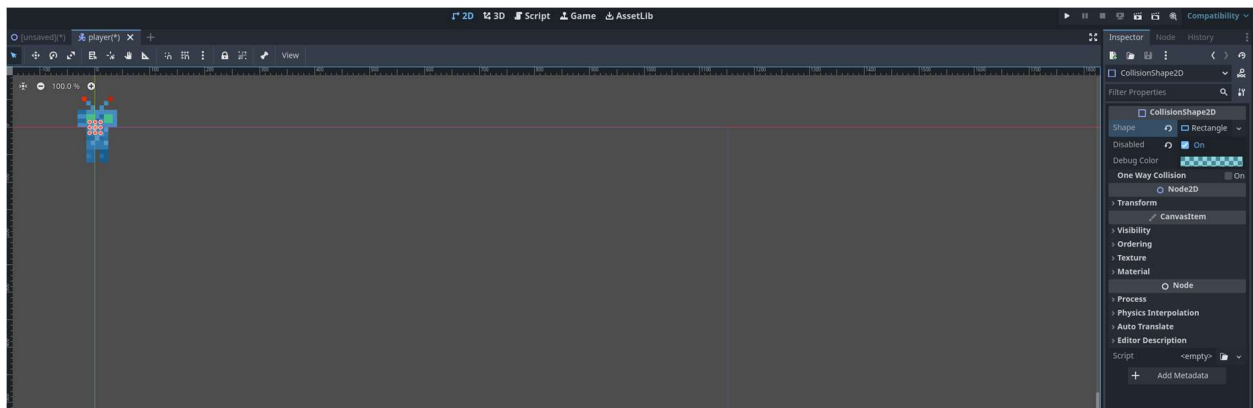 2D 3D Script Game AssetLib Compatibility
[unsaved](*) player(*) Inspector Node History
View
CollisionShape2D
100.0 %
Filter Properties
CollisionShape2D
Shape Rectangle
Disabled On
Debug Color
One Way Collision On
Node2D
Transform
CanvasItem
Visibility
Ordering
Texture
Material
Node
Process
Physics Interpolation
Auto Translate
Editor Description
Script <empty>
Add Metadata